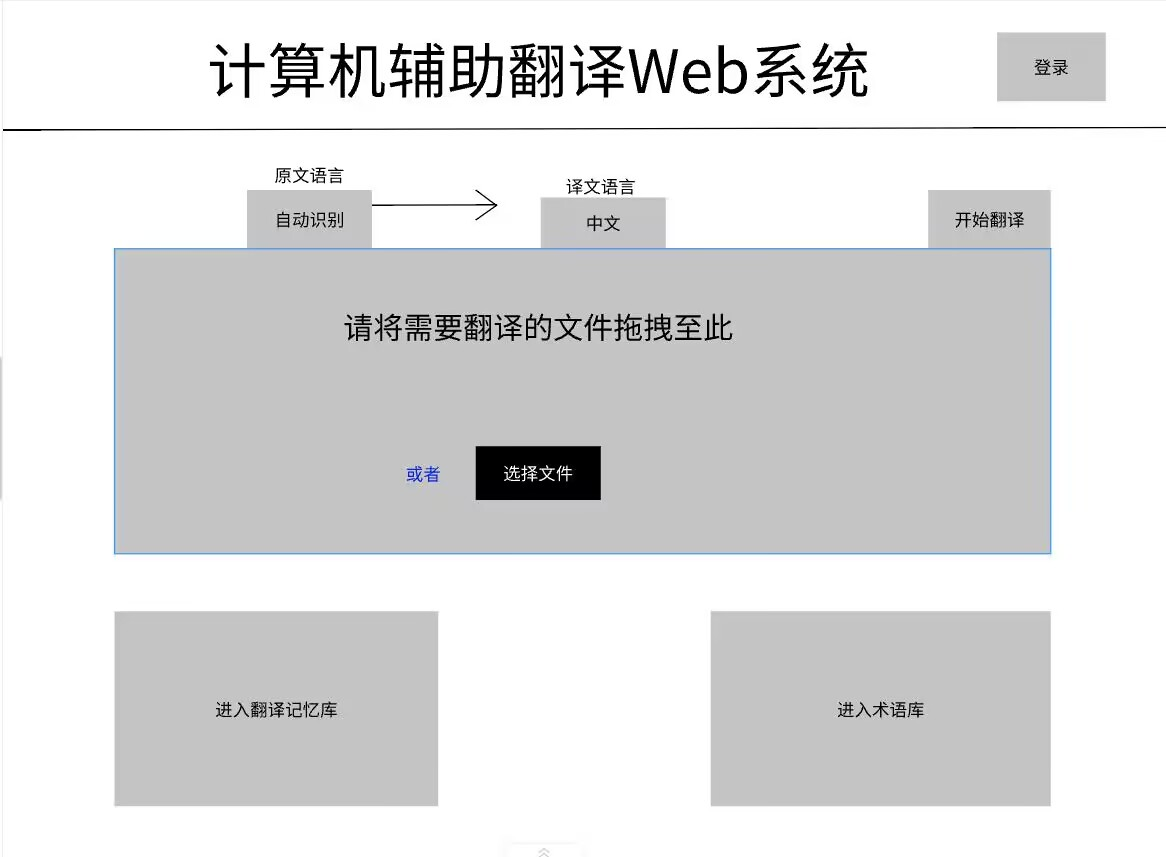 计算机辅助翻译Web系统
登录
原文语言
译文语言
自动识别
中文
开始翻译
请将需要翻译的文件拖拽至此
或者
选择文件
进入翻译记忆库
进入术语库